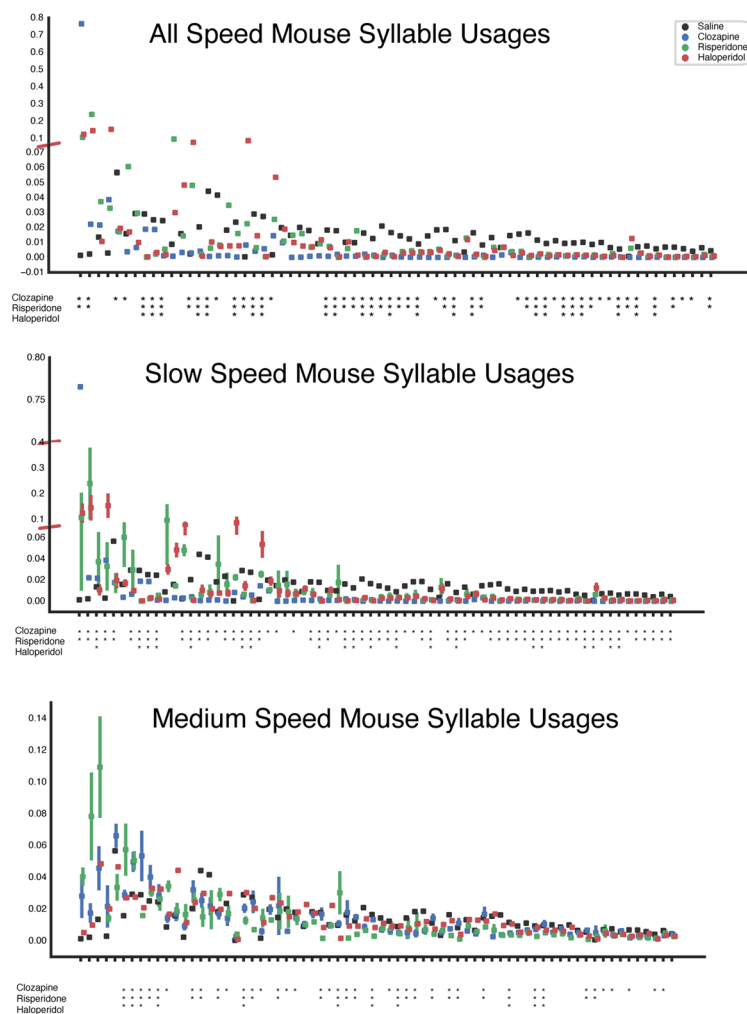 All Speed Mouse Syllable Usages
Saline
Clozapine
Risperidone
Haloperidol
0.8
0.7
0.6
0.5
0.4
0.3
0.2
0.1
0.07
0.06
0.05
0.04
0.03
0.02
0.01
0.00
−0.01
Clozapine
Risperidone
Haloperidol
Slow Speed Mouse Syllable Usages
0.80
0.75
0.4
0.3
0.2
0.1
0.06
0.04
0.02
0.00
Clozapine
Risperidone
Haloperidol
Medium Speed Mouse Syllable Usages
0.14
0.12
0.10
0.08
0.06
0.04
0.02
0.00
Clozapine
Risperidone
Haloperidol